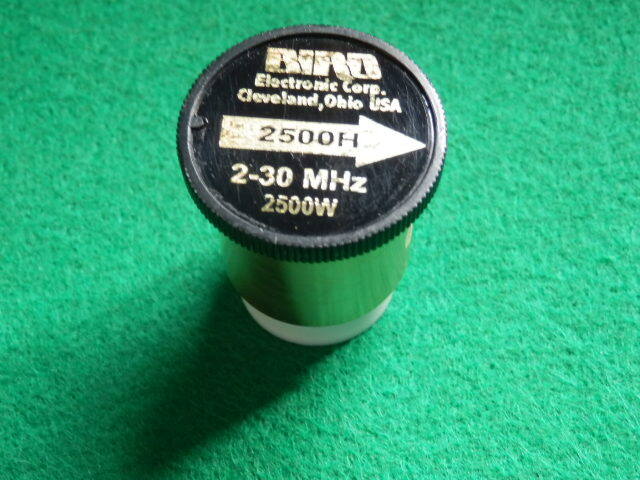 BIRD
Electronic Corp.
Cleveland,Ohio USA
2500H
2-30 MHz
2500W